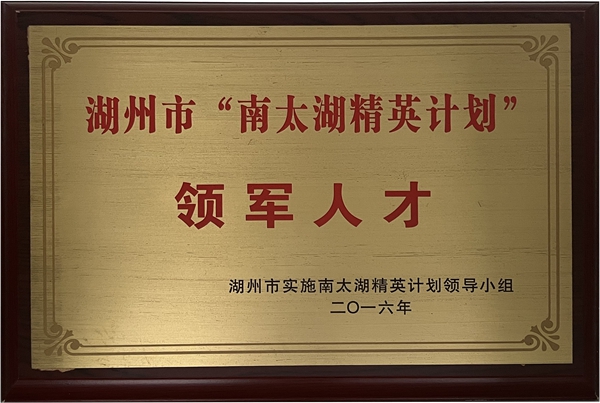 湖州市“南太湖精英计划”
领军人才
湖州市实施南太湖精英计划领导小组
二〇一六年